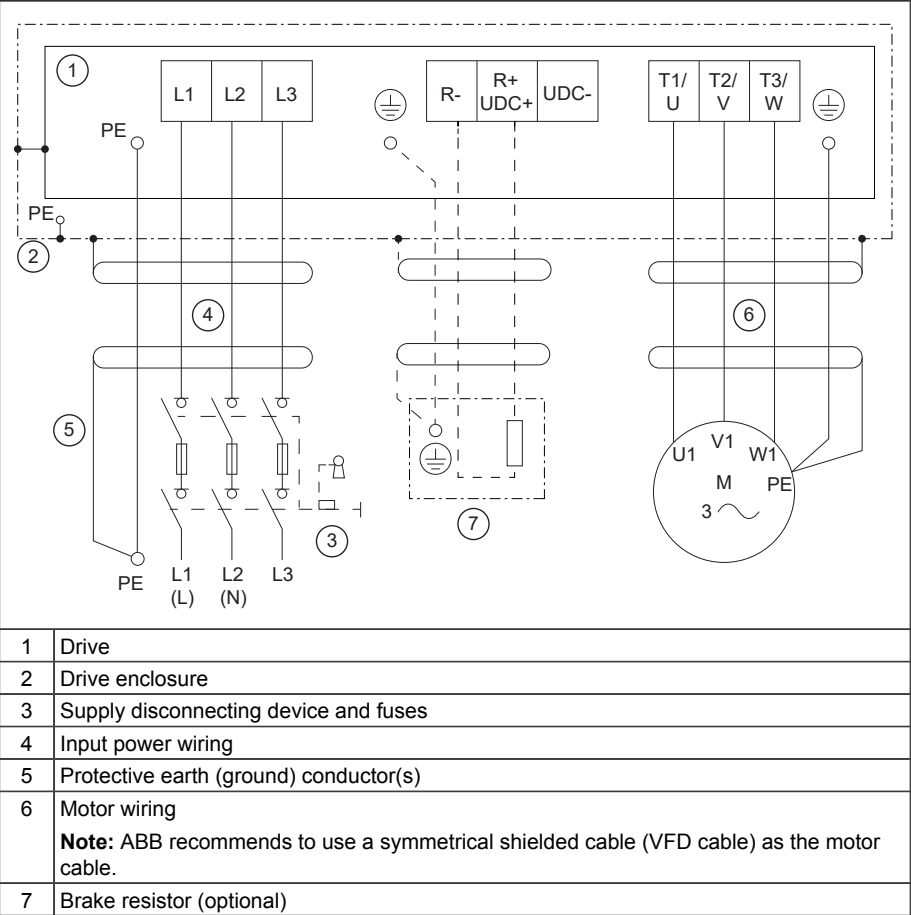 1
L1 L2 L3
R- R+ UDC+ UDC-
T1/ U T2/ V T3/ W
PE
PE
2
4
6
5
U1 V1 W1
M PE
3
7
3
PE
L1 (L) L2 (N) L3
1 Drive
2 Drive enclosure
3 Supply disconnecting device and fuses
4 Input power wiring
5 Protective earth (ground) conductor(s)
6 Motor wiring
Note: ABB recommends to use a symmetrical shielded cable (VFD cable) as the motor
cable.
7 Brake resistor (optional)